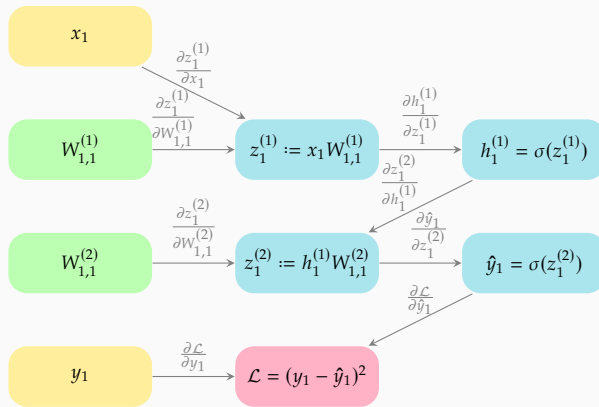 x₁
∂z₁⁽¹⁾/∂x₁
∂z₁⁽¹⁾/∂W₁,₁⁽¹⁾
∂h₁⁽¹⁾/∂z₁⁽¹⁾
W₁,₁⁽¹⁾
z₁⁽¹⁾ := x₁W₁,₁⁽¹⁾
h₁⁽¹⁾ = σ(z₁⁽¹⁾)
∂z₁⁽²⁾/∂h₁⁽¹⁾
∂z₁⁽²⁾/∂W₁,₁⁽²⁾
∂ŷ₁/∂z₁⁽²⁾
W₁,₁⁽²⁾
z₁⁽²⁾ := h₁⁽¹⁾W₁,₁⁽²⁾
ŷ₁ = σ(z₁⁽²⁾)
∂ℒ/∂ŷ₁
∂ℒ/∂y₁
y₁
ℒ = (y₁ − ŷ₁)²